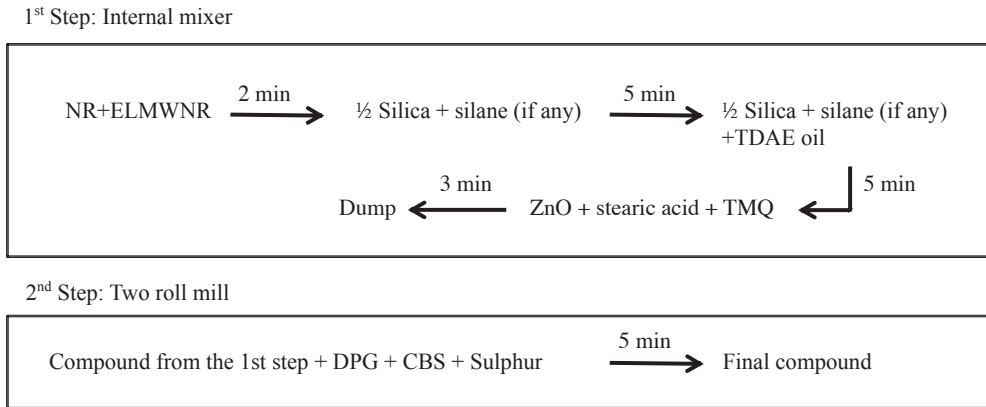 1st Step: Internal mixer
2 min
5 min
NR+ELMWNR
½ Silica + silane (if any)
½ Silica + silane (if any)
+TDAE oil
3 min
5 min
Dump
ZnO + stearic acid + TMQ
2nd Step: Two roll mill
5 min
Compound from the 1st step + DPG + CBS + Sulphur
Final compound